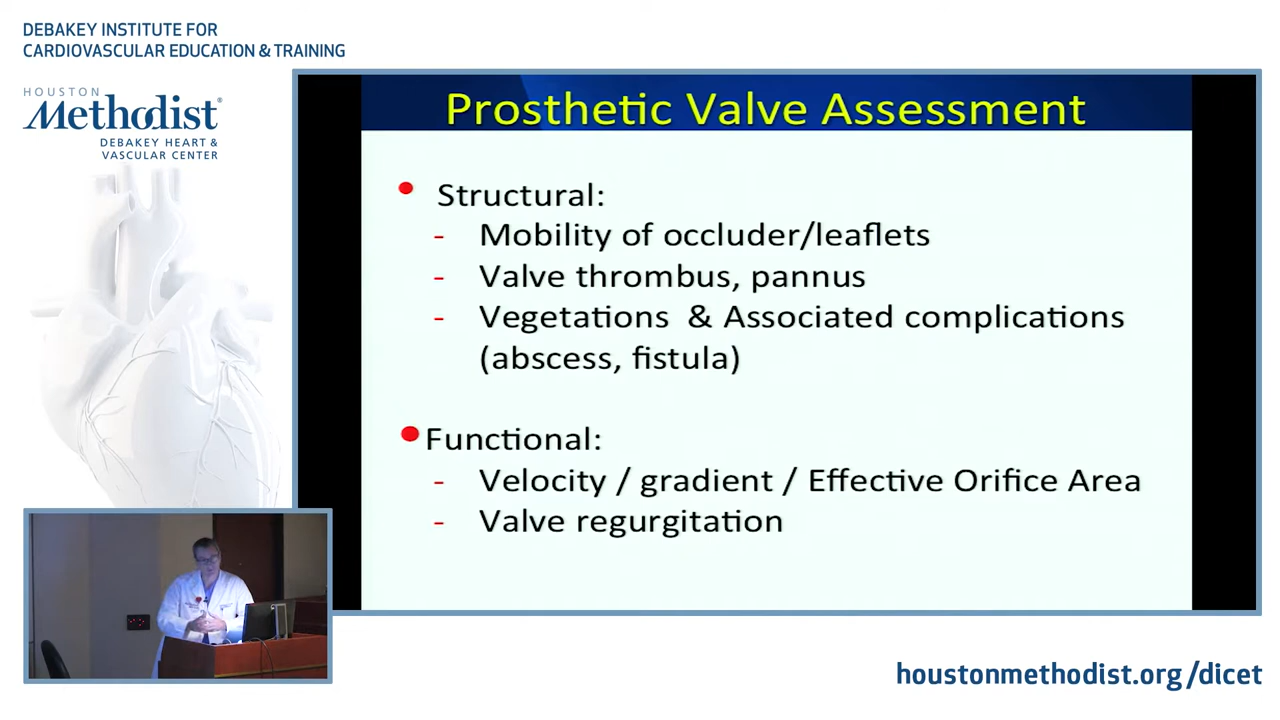 DEBAKEY INSTITUTE FOR
CARDIOVASCULAR EDUCATION & TRAINING
HOUSTON
Methodist®
DEBAKEY HEART &
VASCULAR CENTER
Prosthetic Valve Assessment
• Structural:
- Mobility of occluder/leaflets
- Valve thrombus, pannus
- Vegetations & Associated complications
(abscess, fistula)
• Functional:
- Velocity / gradient / Effective Orifice Area
- Valve regurgitation
houstonmethodist.org/dicet